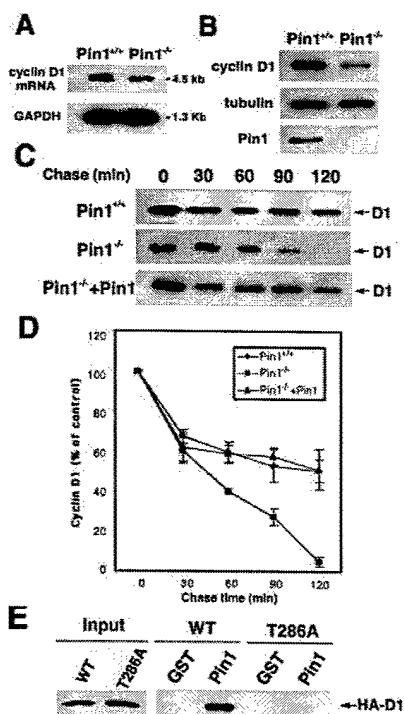 A
Pin1+/+ Pin1-/-
cyclin D1 mRNA
4.5 kb
GAPDH
1.3 Kb
B
Pin1+/+ Pin1-/-
cyclin D1
tubulin
Pin1
C
Chase (min) 0 30 60 90 120
Pin1+/+ ←D1
Pin1-/- ←D1
Pin1-/-+Pin1 ←D1
D
Cyclin D1 (% of control)
120
100
80
60
40
20
0
Pin1+/+
Pin1-/-
Pin1-/-+Pin1
0 30 60 90 120
Chase time (min)
E
Input WT T286A
WT T286A GST Pin1 GST Pin1
←HA-D1